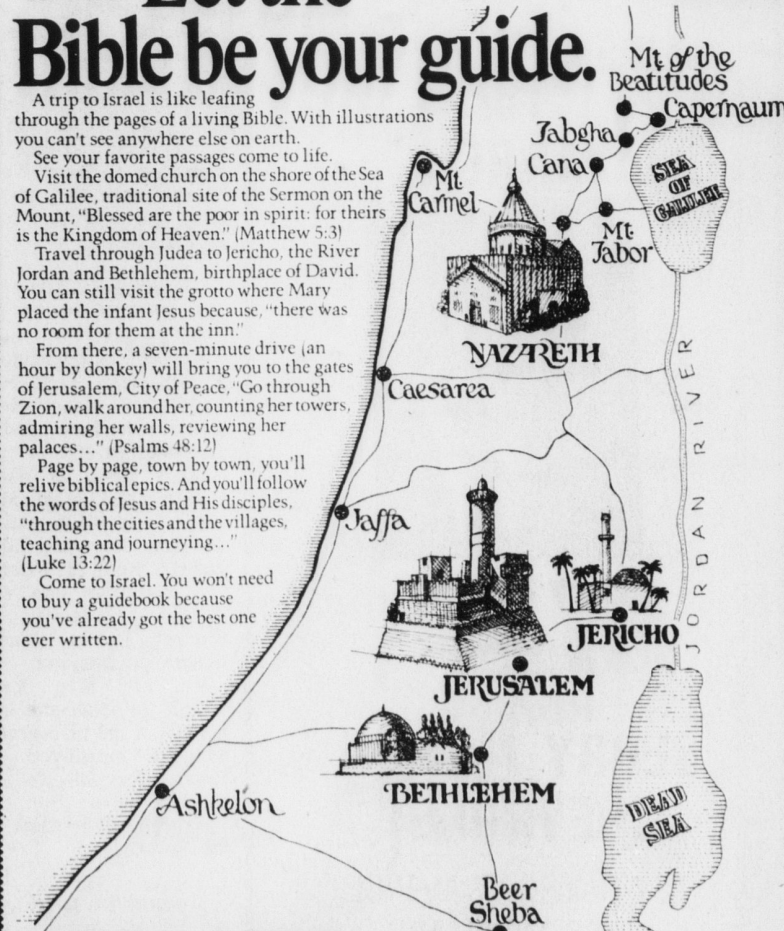 Let the
Bible be your guide.
A trip to Israel is like leafing
through the pages of a living Bible. With illustrations
you can't see anywhere else on earth.
See your favorite passages come to life.
Visit the domed church on the shore of the Sea
of Galilee, traditional site of the Sermon on the
Mount, "Blessed are the poor in spirit: for theirs
is the Kingdom of Heaven." (Matthew 5:3)
Travel through Judea to Jericho, the River
Jordan and Bethlehem, birthplace of David.
You can still visit the grotto where Mary
placed the infant Jesus because, "there was
no room for them at the inn."
From there, a seven-minute drive (an
hour by donkey) will bring you to the gates
of Jerusalem, City of Peace, "Go through
Zion, walk around her, counting her towers,
admiring her walls, reviewing her
palaces..." (Psalms 48:12)
Page by page, town by town, you'll
relive biblical epics. And you'll follow
the words of Jesus and His disciples,
"through the cities and the villages,
teaching and journeying..."
(Luke 13:22)
Come to Israel. You won't need
to buy a guidebook because
you've already got the best one
ever written.
Mt. of the
Beatitudes
Capernaum
Tabgha
Cana
SEA
OF
GALILEE
Mt.
Carmel
Mt.
Tabor
NAZARETH
Caesarea
JORDAN RIVER
Jaffa
JERICHO
JERUSALEM
BETHLEHEM
Ashkelon
DEAD
SEA
Beer
Sheba